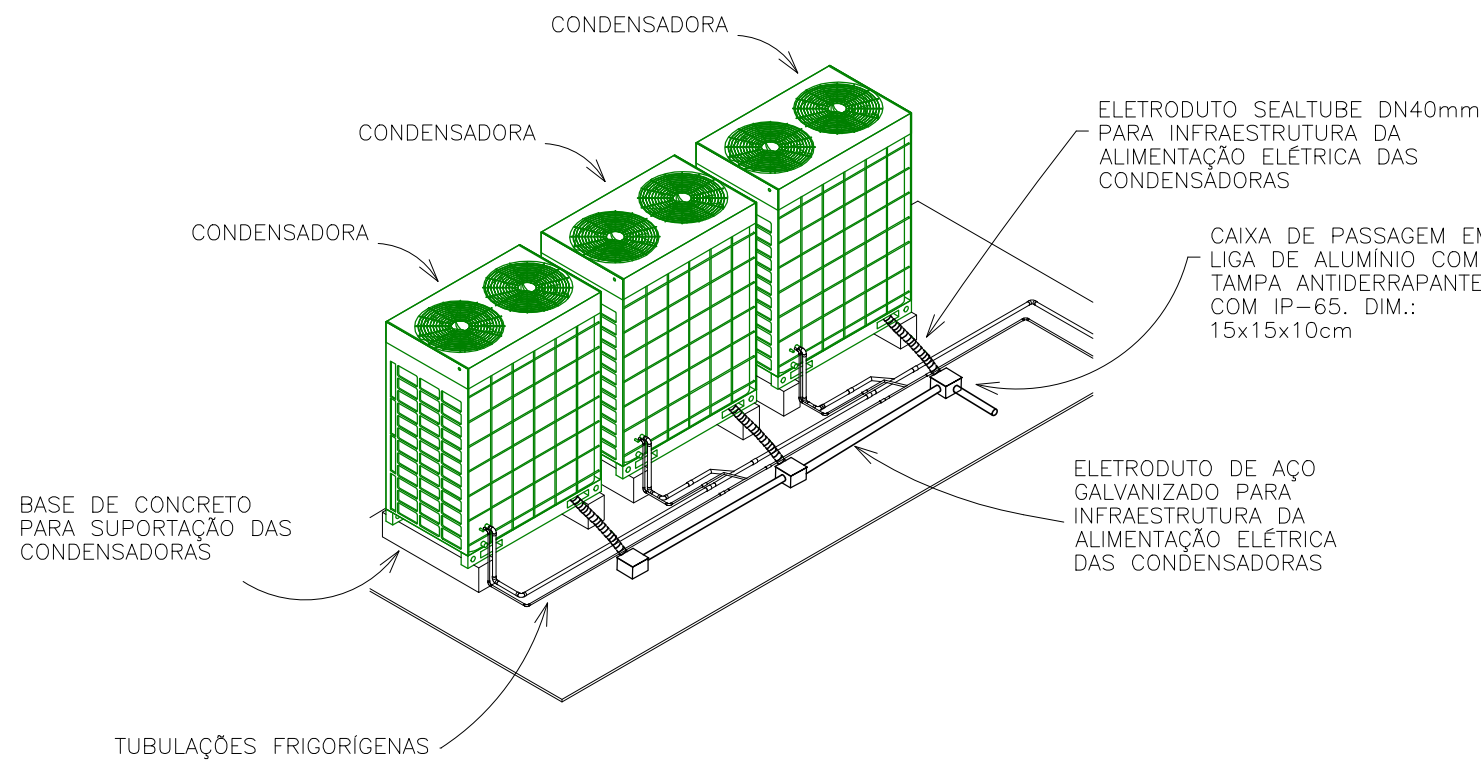 CONDENSADORA
CONDENSADORA
CONDENSADORA
ELETRODUTO SEALTUBE DN40mm
PARA INFRAESTRUTURA DA
ALIMENTAÇÃO ELÉTRICA DAS
CONDENSADORAS
CAIXA DE PASSAGEM EM
LIGA DE ALUMÍNIO COM
TAMPA ANTIDERRAPANTE
COM IP-65. DIM.:
15x15x10cm
ELETRODUTO DE AÇO
GALVANIZADO PARA
INFRAESTRUTURA DA
ALIMENTAÇÃO ELÉTRICA
DAS CONDENSADORAS
BASE DE CONCRETO
PARA SUPORTAÇÃO DAS
CONDENSADORAS
TUBULAÇÕES FRIGORÍGENAS